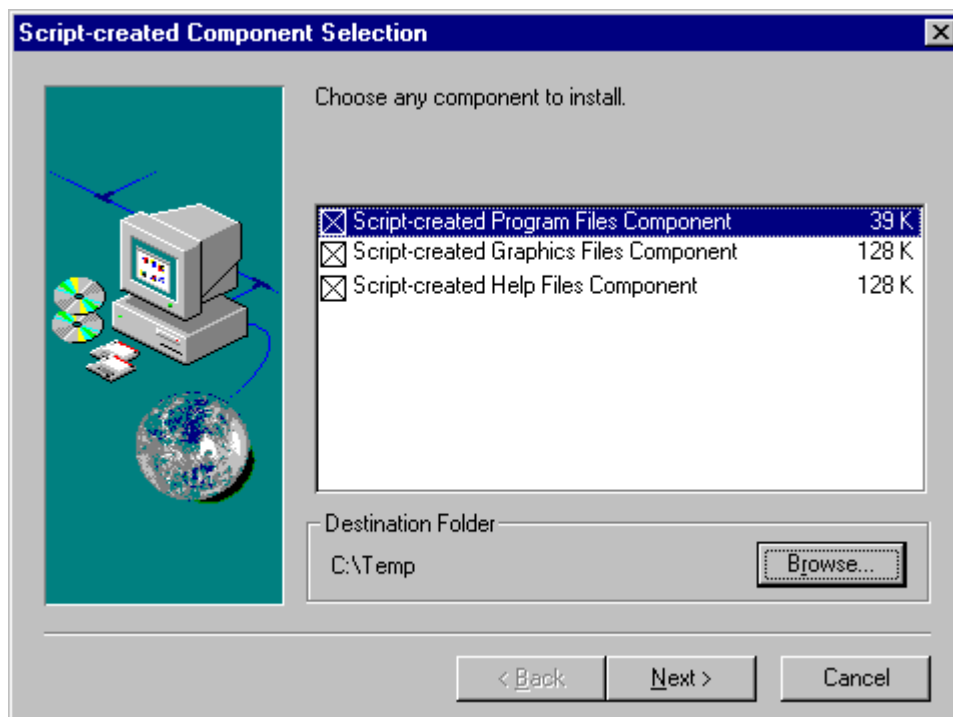 Script-created Component Selection
Choose any component to install.
Script-created Program Files Component 39 K
Script-created Graphics Files Component 128 K
Script-created Help Files Component 128 K
Destination Folder
C:\Temp
Browse...
< Back
Next >
Cancel